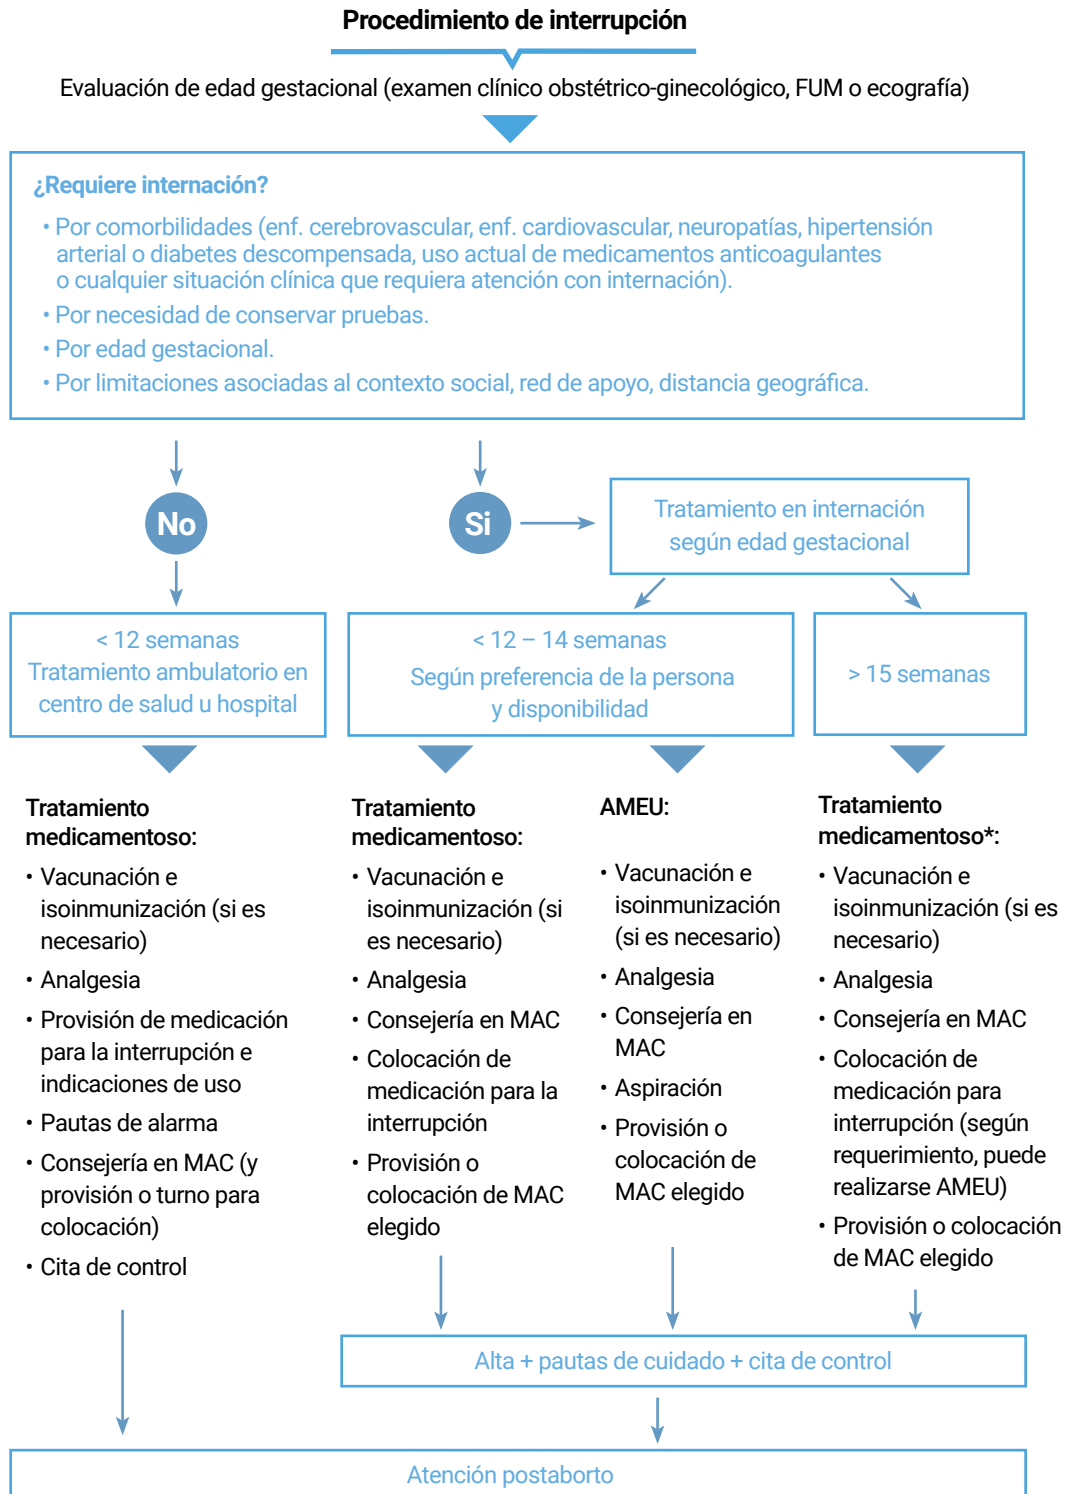 Procedimiento de interrupción
Evaluación de edad gestacional (examen clínico obstétrico-ginecológico, FUM o ecografía)
¿Requiere internación?
• Por comorbilidades (enf. cerebrovascular, enf. cardiovascular, neuropatías, hipertensión
arterial o diabetes descompensada, uso actual de medicamentos anticoagulantes
o cualquier situación clínica que requiera atención con internación).
• Por necesidad de conservar pruebas.
• Por edad gestacional.
• Por limitaciones asociadas al contexto social, red de apoyo, distancia geográfica.
No
Si
Tratamiento en internación
según edad gestacional
< 12 semanas
Tratamiento ambulatorio en
centro de salud u hospital
< 12 – 14 semanas
Según preferencia de la persona
y disponibilidad
> 15 semanas
Tratamiento
medicamentoso:
• Vacunación e
isoinmunización (si es
necesario)
• Analgesia
• Provisión de medicación
para la interrupción e
indicaciones de uso
• Pautas de alarma
• Consejería en MAC (y
provisión o turno para
colocación)
• Cita de control
Tratamiento
medicamentoso:
• Vacunación e
isoinmunización (si
es necesario)
• Analgesia
• Consejería en MAC
• Colocación de
medicación para la
interrupción
• Provisión o
colocación de MAC
elegido
AMEU:
• Vacunación e
isoinmunización
(si es necesario)
• Analgesia
• Consejería en
MAC
• Aspiración
• Provisión o
colocación de
MAC elegido
Tratamiento
medicamentoso*:
• Vacunación e
isoinmunización (si es
necesario)
• Analgesia
• Consejería en MAC
• Colocación de
medicación para
interrupción (según
requerimiento, puede
realizarse AMEU)
• Provisión o colocación
de MAC elegido
Alta + pautas de cuidado + cita de control
Atención postaborto